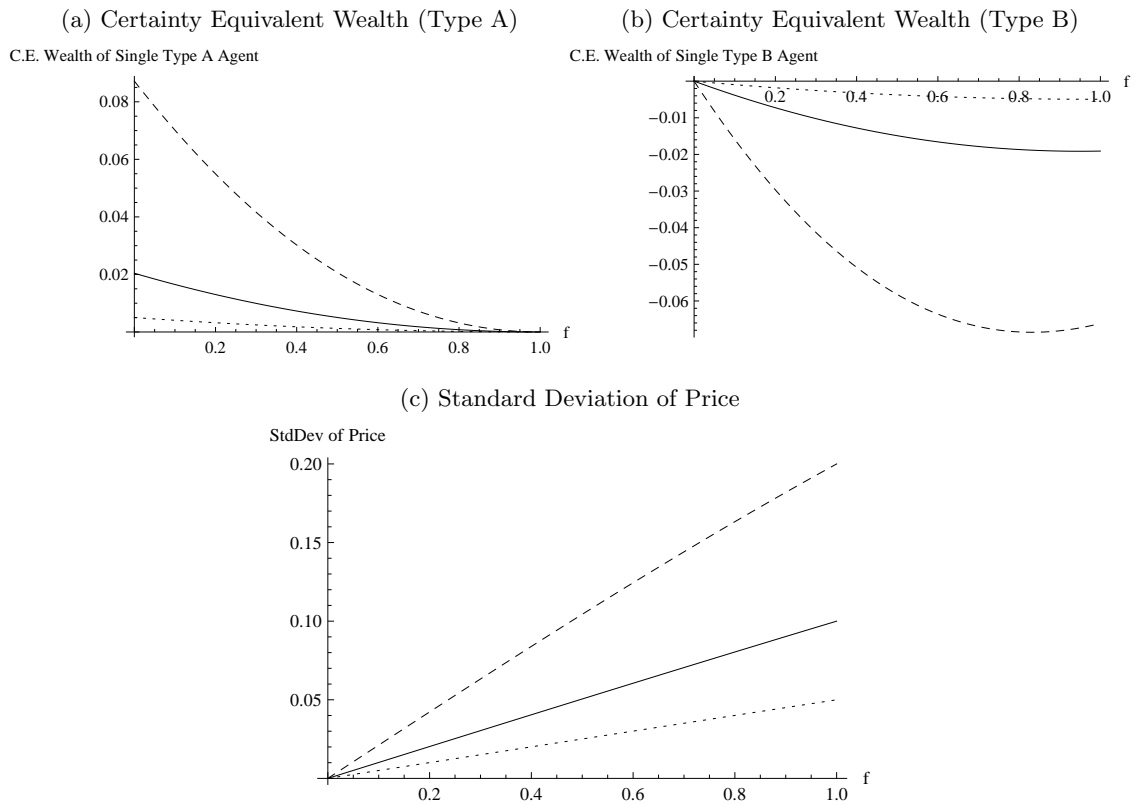 (a) Certainty Equivalent Wealth (Type A)
C.E. Wealth of Single Type A Agent
0.08
0.06
0.04
0.02
0.2 0.4 0.6 0.8 1.0 f
(b) Certainty Equivalent Wealth (Type B)
C.E. Wealth of Single Type B Agent
0.2 0.4 0.6 0.8 1.0 f
−0.01
−0.02
−0.03
−0.04
−0.05
−0.06
(c) Standard Deviation of Price
StdDev of Price
0.20
0.15
0.10
0.05
0.2 0.4 0.6 0.8 1.0 f